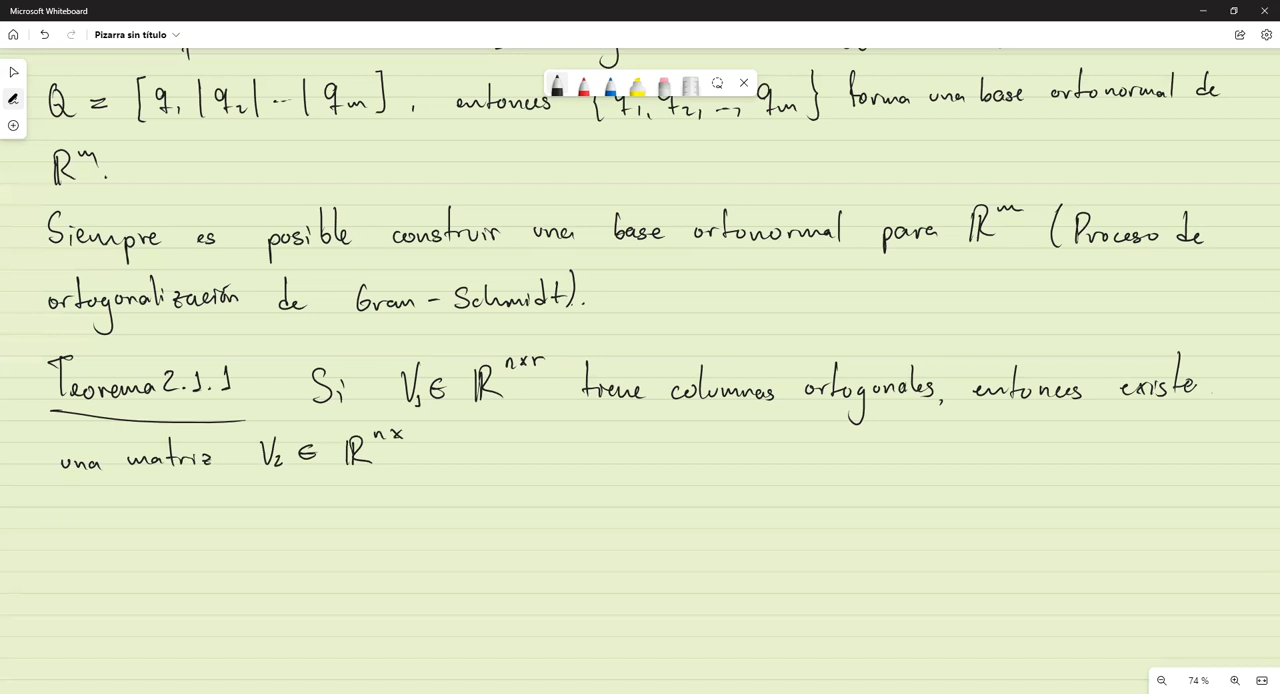 Microsoft Whiteboard
Pizarra sin título
Q = [q₁ | q₂ | ... | qm], entonces {q₁, q₂, ..., qm} forma una base ortonormal de
ℝᵐ.
Siempre es posible construir una base ortonormal para ℝᵐ (Proceso de
ortogonalización de Gram - Schmidt).
Teorema 2.1.1 Si V₁ ∈ ℝⁿˣʳ tiene columnas ortogonales, entonces existe
una matriz V₂ ∈ ℝⁿˣ
74 %